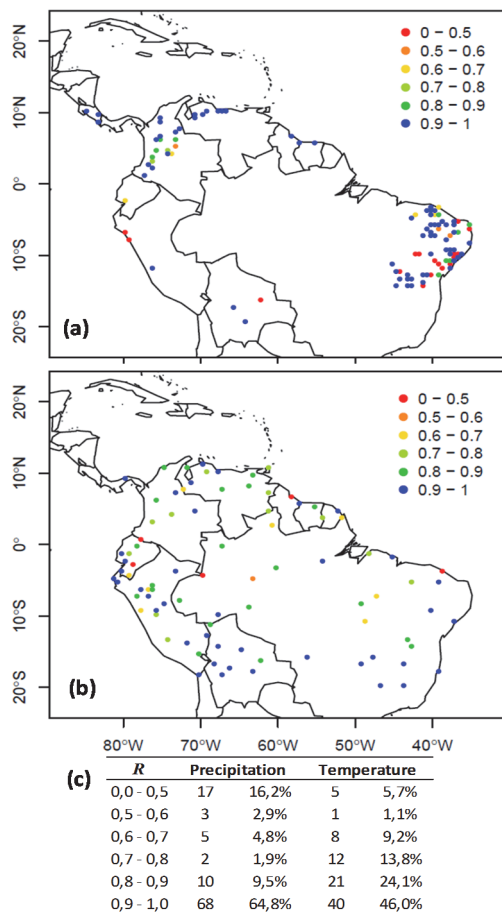 20°N
10°N
0°
10°S
20°S
0 − 0.5
0.5 − 0.6
0.6 − 0.7
0.7 − 0.8
0.8 − 0.9
0.9 − 1
(a)
20°N
10°N
0°
10°S
20°S
0 − 0.5
0.5 − 0.6
0.6 − 0.7
0.7 − 0.8
0.8 − 0.9
0.9 − 1
(b)
80°W 70°W 60°W 50°W 40°W
(c)
R Precipitation Temperature
0,0 - 0,5 17 16,2% 5 5,7%
0,5 - 0,6 3 2,9% 1 1,1%
0,6 - 0,7 5 4,8% 8 9,2%
0,7 - 0,8 2 1,9% 12 13,8%
0,8 - 0,9 10 9,5% 21 24,1%
0,9 - 1,0 68 64,8% 40 46,0%